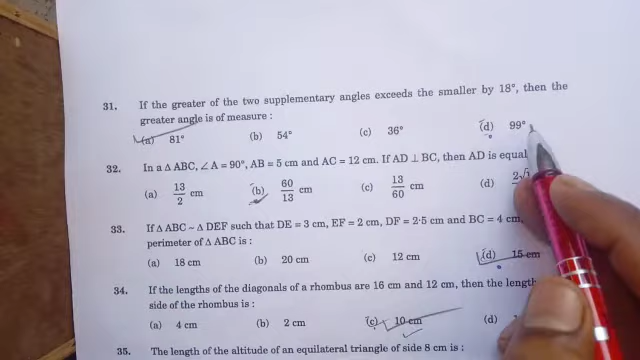 31. If the greater of the two supplementary angles exceeds the smaller by 18°, then the
greater angle is of measure :
(a) 81° (b) 54° (c) 36° (d) 99°
32. In a Δ ABC, ∠A = 90°, AB = 5 cm and AC = 12 cm. If AD ⊥ BC, then AD is equal
(a) 13/2 cm (b) 60/13 cm (c) 13/60 cm (d)
33. If Δ ABC ~ Δ DEF such that DE = 3 cm, EF = 2 cm, DF = 2·5 cm and BC = 4 cm,
perimeter of Δ ABC is :
(a) 18 cm (b) 20 cm (c) 12 cm (d) 15 cm
34. If the lengths of the diagonals of a rhombus are 16 cm and 12 cm, then the length
side of the rhombus is :
(a) 4 cm (b) 2 cm (c) 10 cm (d)
35. The length of the altitude of an equilateral triangle of side 8 cm is :